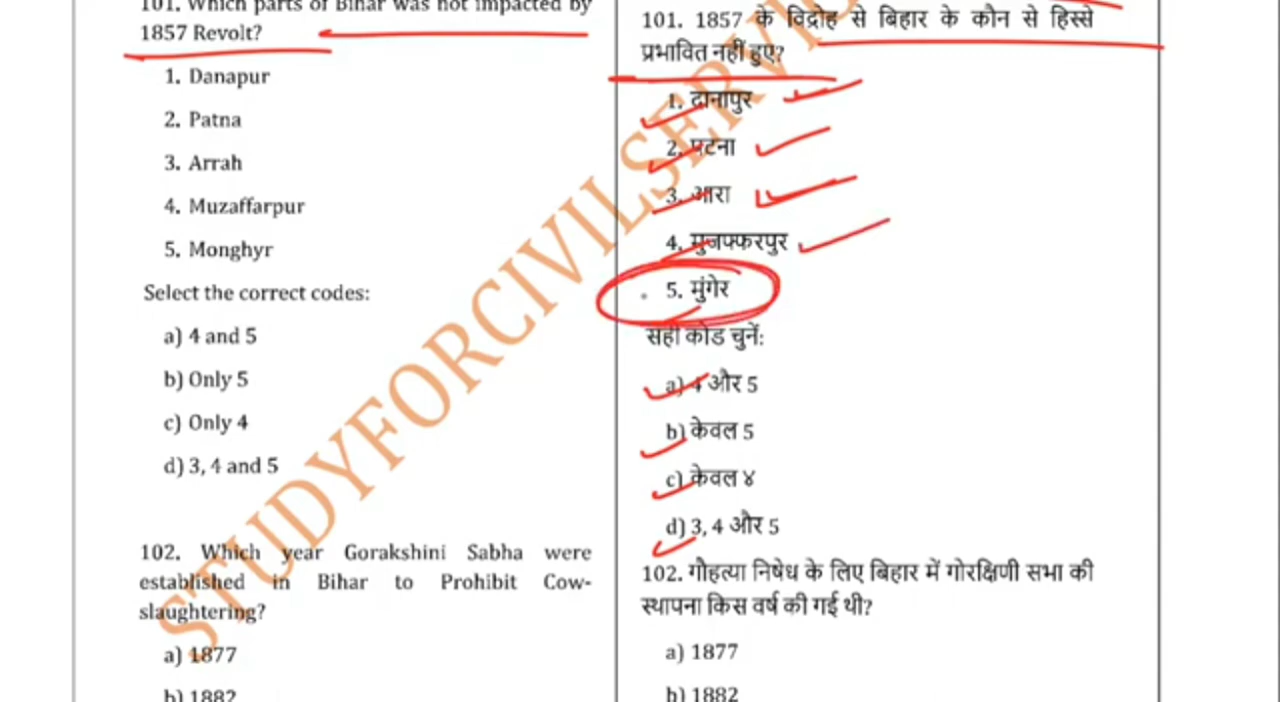 101. Which parts of Bihar was not impacted by
1857 Revolt?
1. Danapur
2. Patna
3. Arrah
4. Muzaffarpur
5. Monghyr
Select the correct codes:
a) 4 and 5
b) Only 5
c) Only 4
d) 3, 4 and 5
102. Which year Gorakshini Sabha were
established in Bihar to Prohibit Cow-
slaughtering?
a) 1877
b) 1882
101. 1857 के विद्रोह से बिहार के कौन से हिस्से
प्रभावित नहीं हुए?
1. दानापुर
2. पटना
3. आरा
4. मुजफ्फरपुर
5. मुंगेर
सही कोड चुनें:
a) 4 और 5
b) केवल 5
c) केवल ४
d) 3, 4 और 5
102. गौहत्या निषेध के लिए बिहार में गोरक्षिणी सभा की
स्थापना किस वर्ष की गई थी?
a) 1877
b) 1882
STUDYFORCIVILSERVI